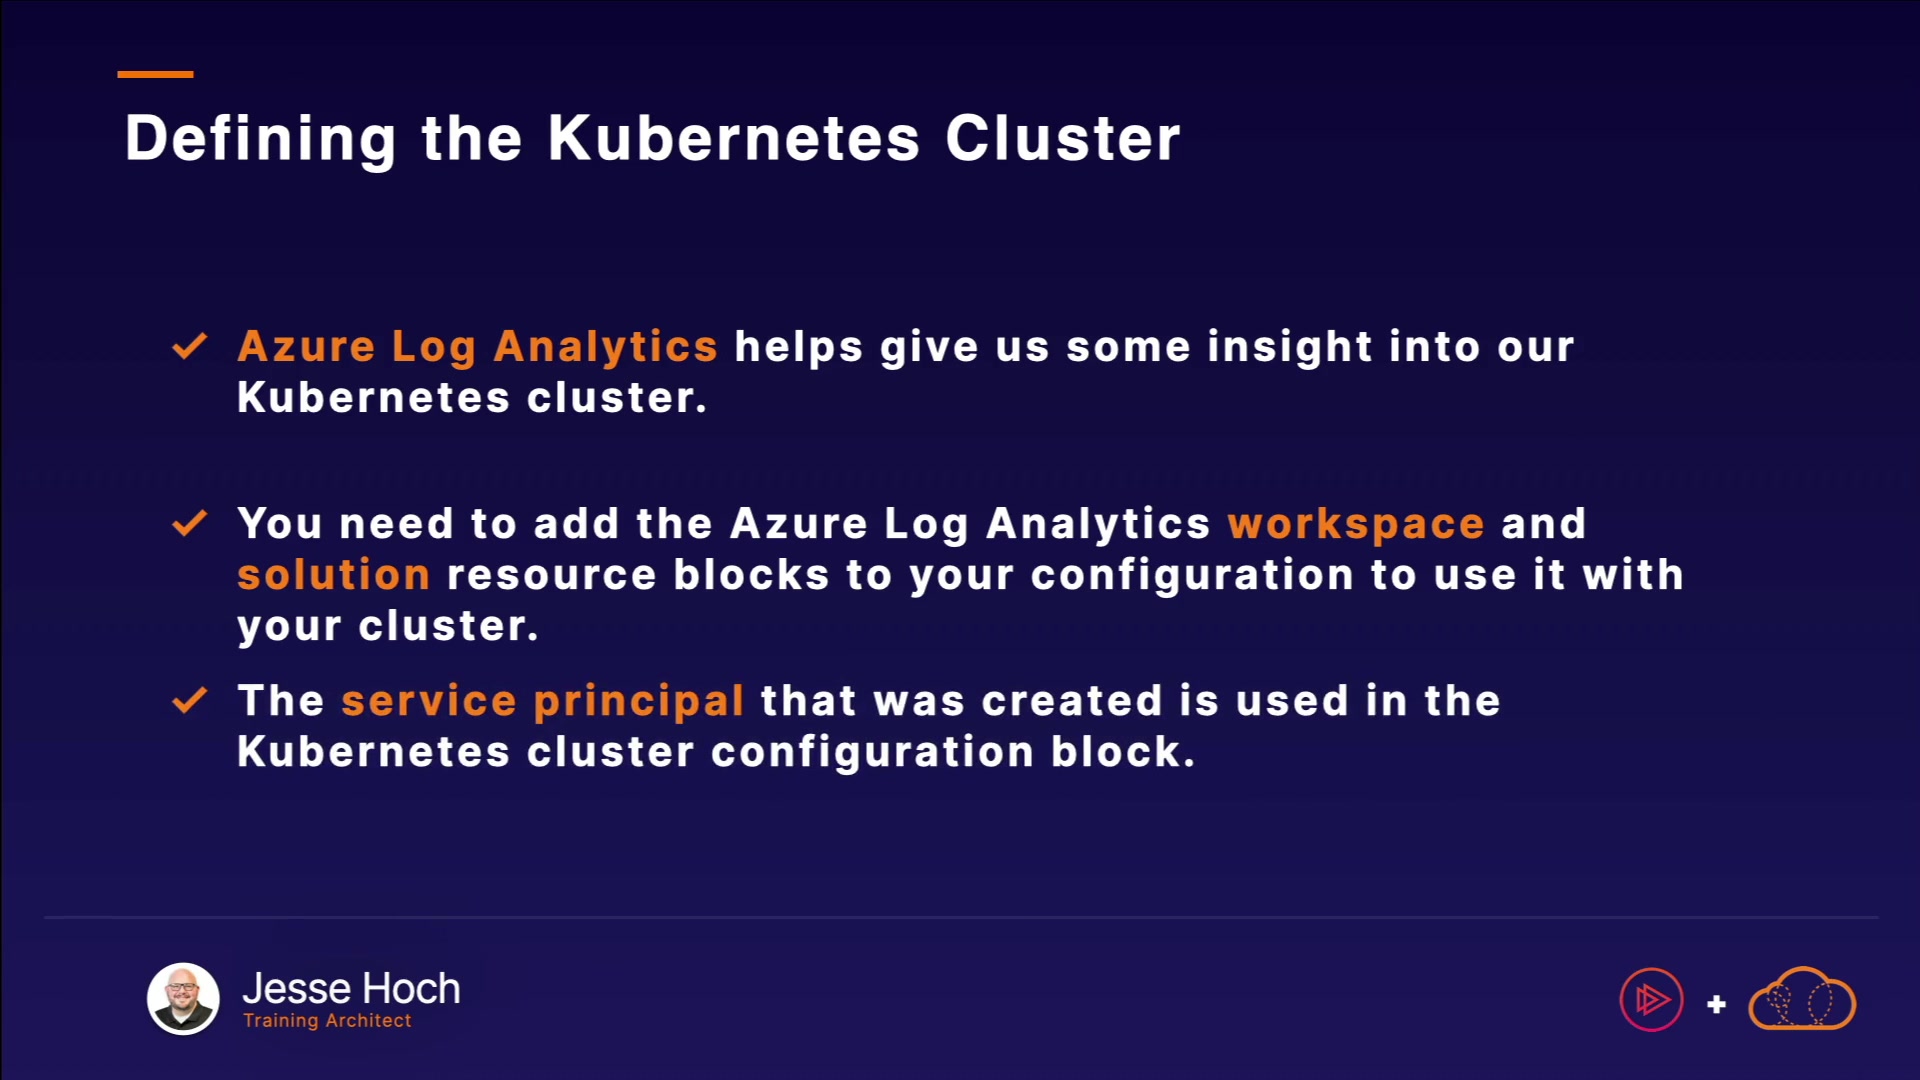 Defining the Kubernetes Cluster
Azure Log Analytics helps give us some insight into our
Kubernetes cluster.
You need to add the Azure Log Analytics workspace and
solution resource blocks to your configuration to use it with
your cluster.
The service principal that was created is used in the
Kubernetes cluster configuration block.
Jesse Hoch
Training Architect
+